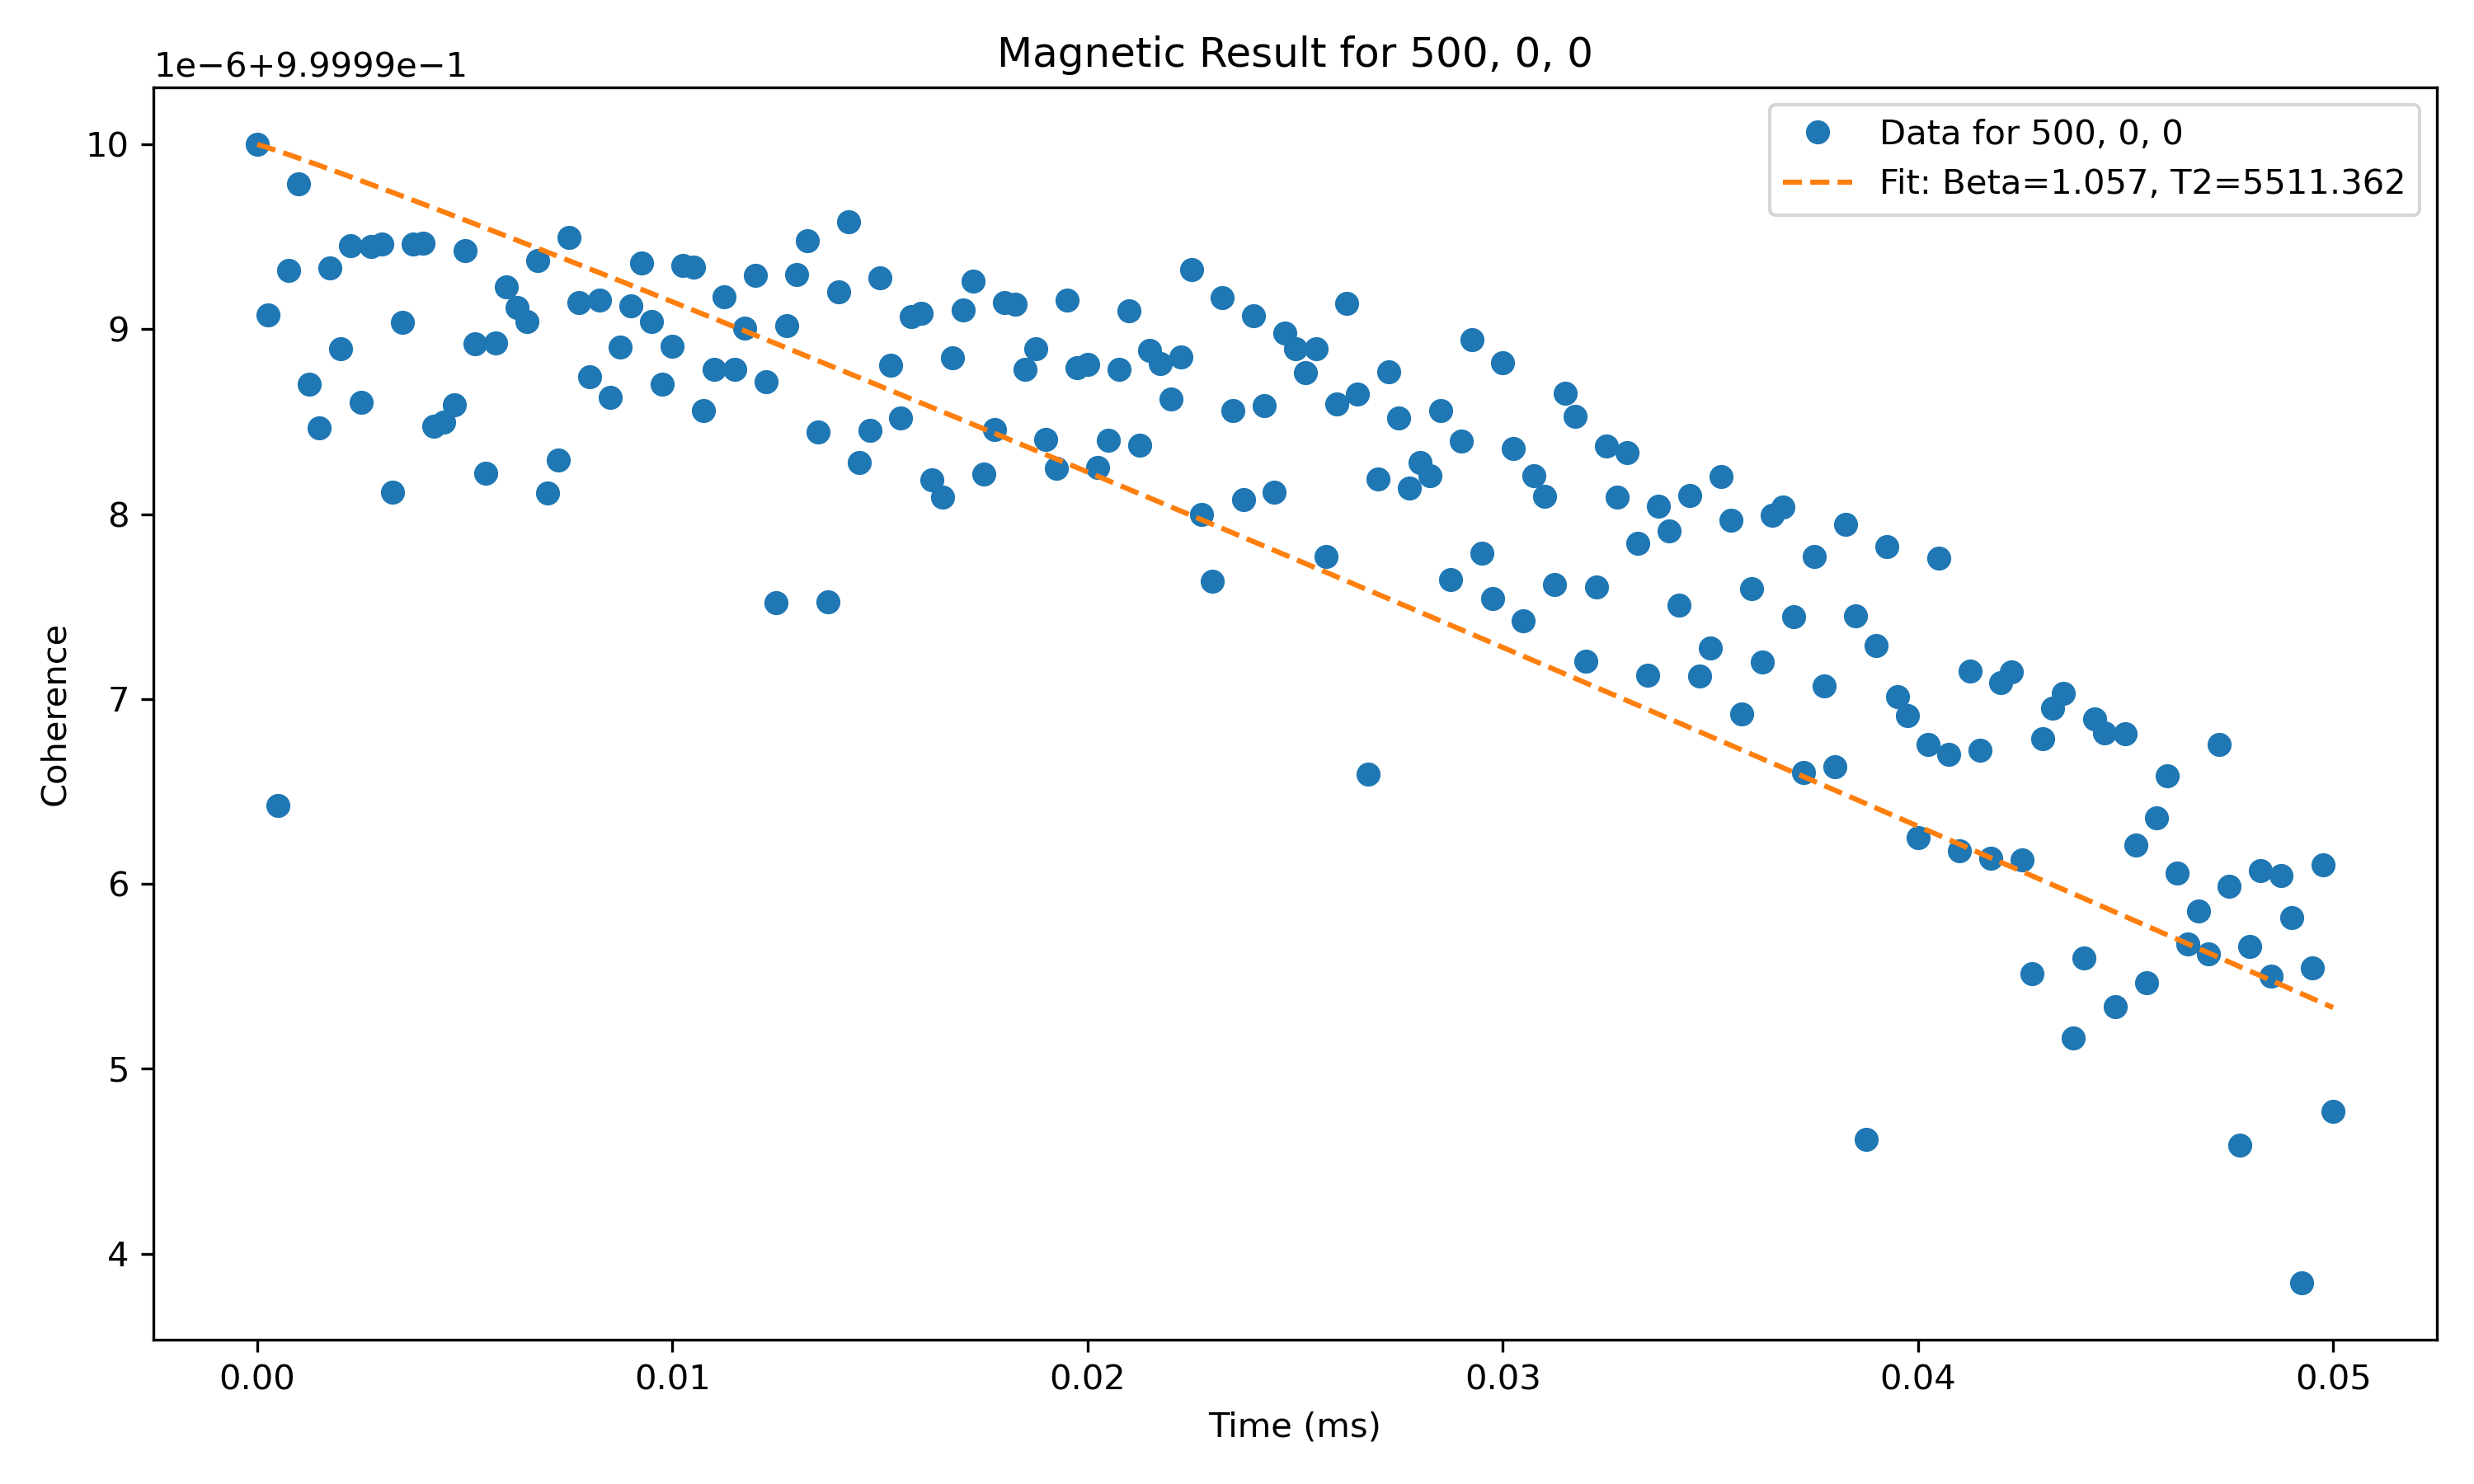 Magnetic Result for 500, 0, 0
1e−6+9.9999e−1
Data for 500, 0, 0
Fit: Beta=1.057, T2=5511.362
10
9
8
7
6
5
4
Coherence
0.00 0.01 0.02 0.03 0.04 0.05
Time (ms)